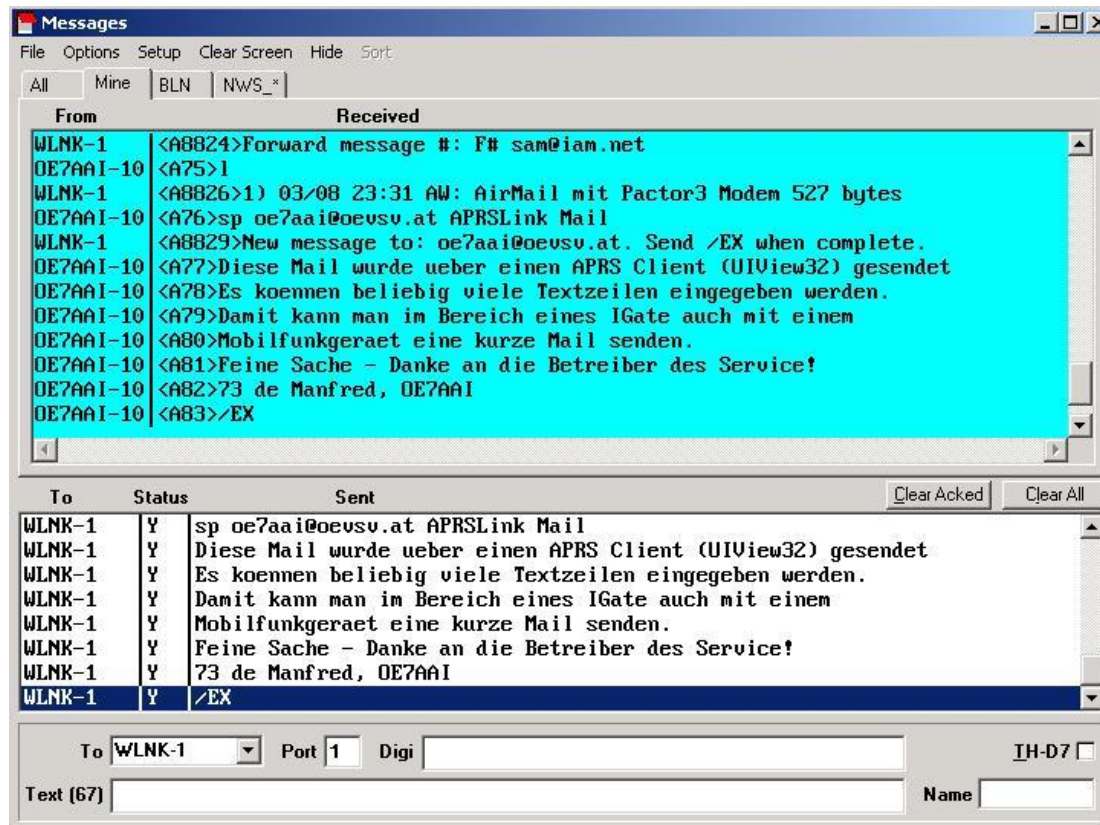 Messages
File Options Setup Clear Screen Hide Sort
All Mine BLN NWS_*
From Received
WLNK-1 <A8824>Forward message #: F# sam@iam.net
OE7AAI-10 <A75>l
WLNK-1 <A8826>1) 03/08 23:31 AW: AirMail mit Pactor3 Modem 527 bytes
OE7AAI-10 <A76>sp oe7aai@oevsv.at APRSLink Mail
WLNK-1 <A8829>New message to: oe7aai@oevsv.at. Send /EX when complete.
OE7AAI-10 <A77>Diese Mail wurde ueber einen APRS Client (UIView32) gesendet
OE7AAI-10 <A78>Es koennen beliebig viele Textzeilen eingegeben werden.
OE7AAI-10 <A79>Damit kann man im Bereich eines IGate auch mit einem
OE7AAI-10 <A80>Mobilfunkgeraet eine kurze Mail senden.
OE7AAI-10 <A81>Feine Sache - Danke an die Betreiber des Service!
OE7AAI-10 <A82>73 de Manfred, OE7AAI
OE7AAI-10 <A83>/EX
To Status Sent Clear Acked Clear All
WLNK-1 Y sp oe7aai@oevsv.at APRSLink Mail
WLNK-1 Y Diese Mail wurde ueber einen APRS Client (UIView32) gesendet
WLNK-1 Y Es koennen beliebig viele Textzeilen eingegeben werden.
WLNK-1 Y Damit kann man im Bereich eines IGate auch mit einem
WLNK-1 Y Mobilfunkgeraet eine kurze Mail senden.
WLNK-1 Y Feine Sache - Danke an die Betreiber des Service!
WLNK-1 Y 73 de Manfred, OE7AAI
WLNK-1 Y /EX
To WLNK-1 Port 1 Digi TH-D7
Text (67) Name